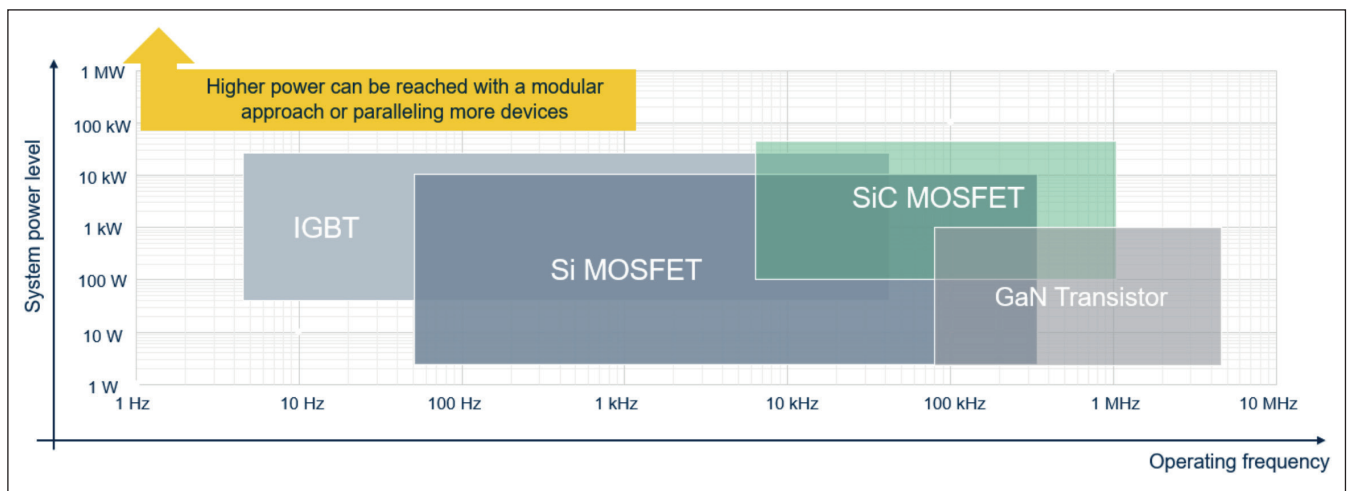 Higher power can be reached with a modular
approach or paralleling more devices
1 MW
100 kW
10 kW
1 kW
100 W
10 W
1 W
System power level
IGBT
Si MOSFET
SiC MOSFET
GaN Transistor
1 Hz
10 Hz
100 Hz
1 kHz
10 kHz
100 kHz
1 MHz
10 MHz
Operating frequency